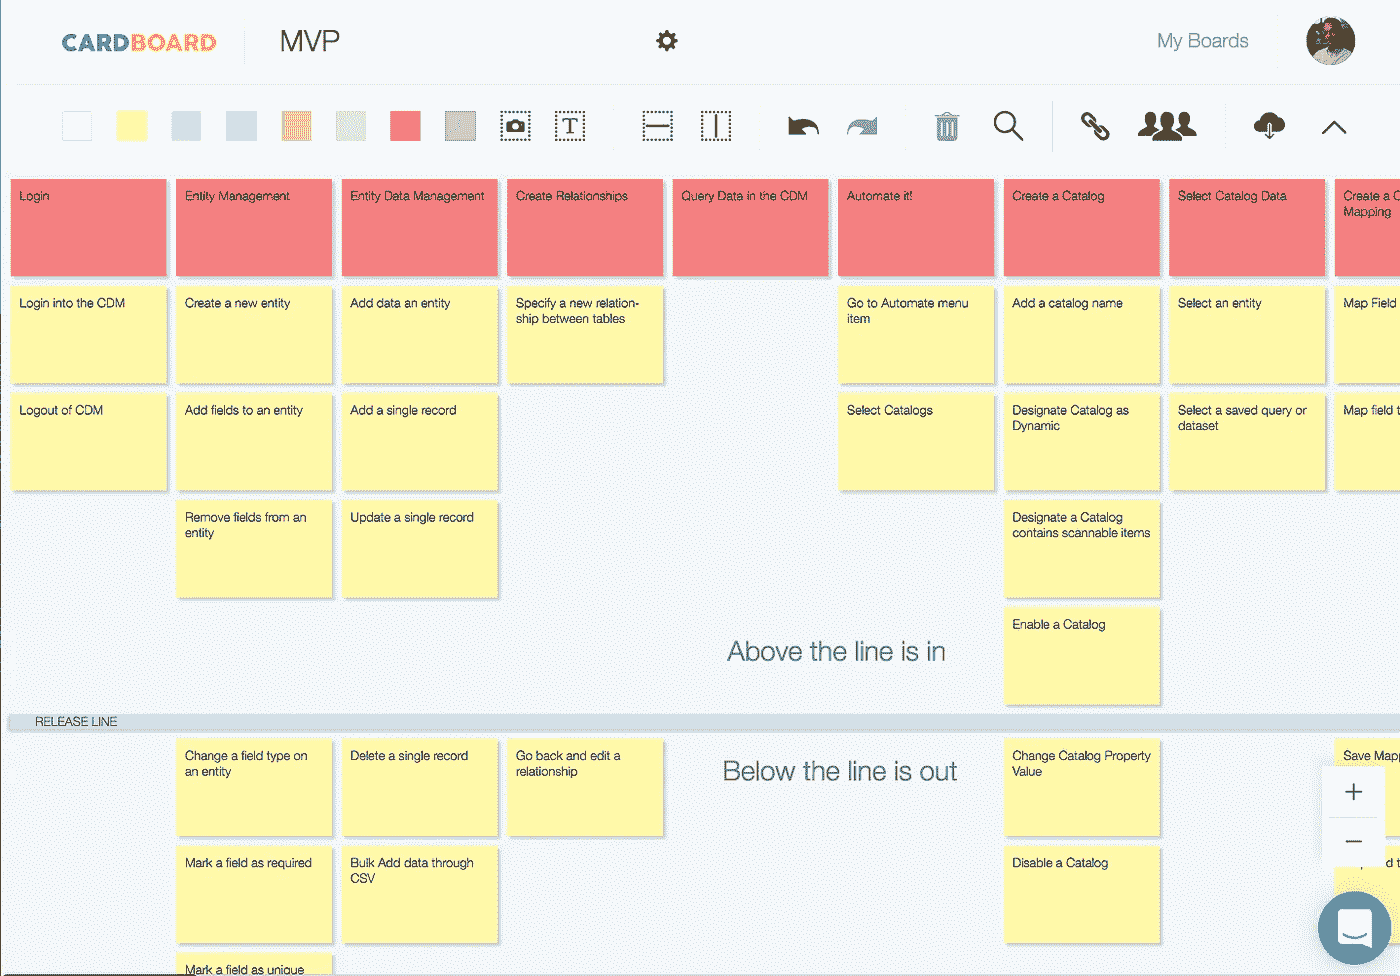 CARDBOARD
MVP
My Boards
T
Login
Entity Management
Entity Data Management
Create Relationships
Query Data in the CDM
Automate it!
Create a Catalog
Select Catalog Data
Create a C
Mapping
Login into the CDM
Create a new entity
Add data an entity
Specify a new relation-
ship between tables
Go to Automate menu
item
Add a catalog name
Select an entity
Map Field
Logout of CDM
Add fields to an entity
Add a single record
Select Catalogs
Designate Catalog as
Dynamic
Select a saved query or
dataset
Map field t
Remove fields from an
entity
Update a single record
Designate a Catalog
contains scannable items
Enable a Catalog
Above the line is in
RELEASE LINE
Change a field type on
an entity
Delete a single record
Go back and edit a
relationship
Below the line is out
Change Catalog Property
Value
Save Mapp
Mark a field as required
Bulk Add data through
CSV
Disable a Catalog
Mark a field as unique